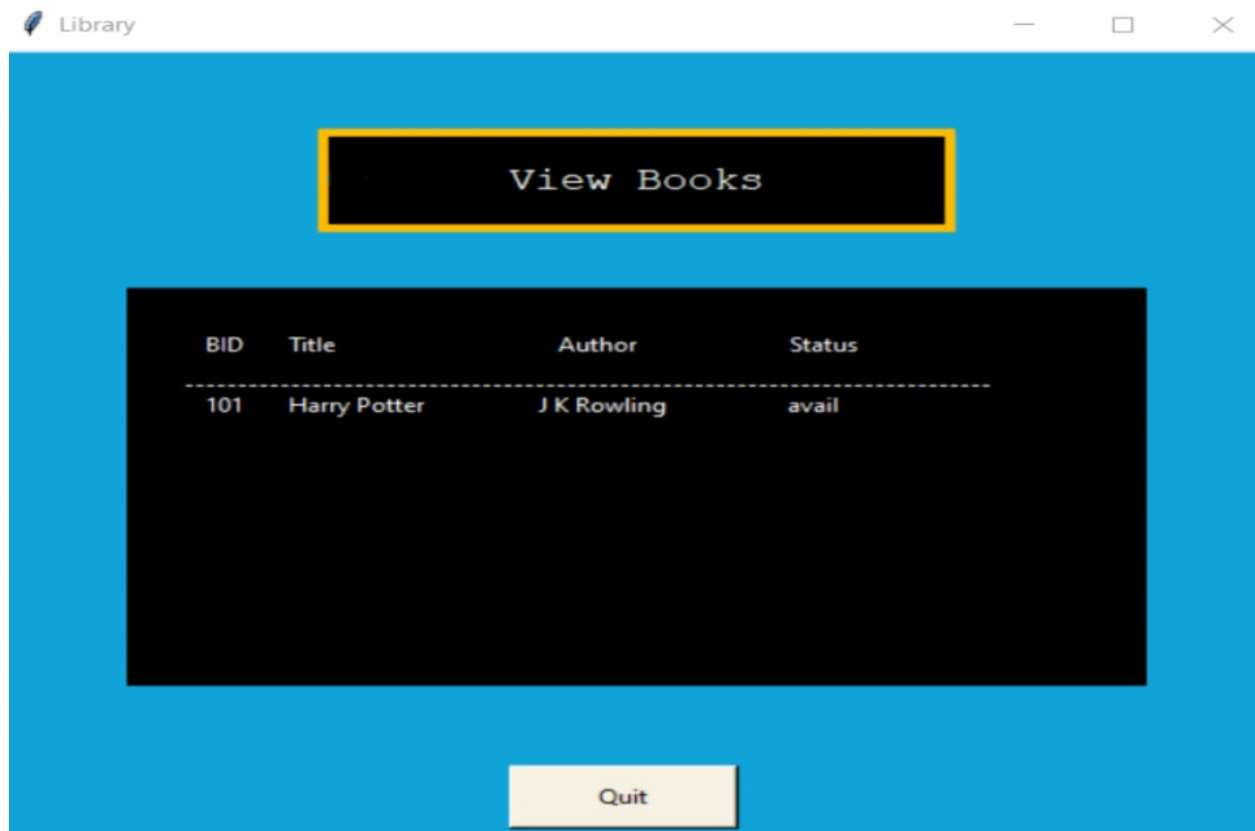 Library
View Books
BID Title Author Status
--------------------------------------------------------------------------------
101 Harry Potter J K Rowling avail
Quit